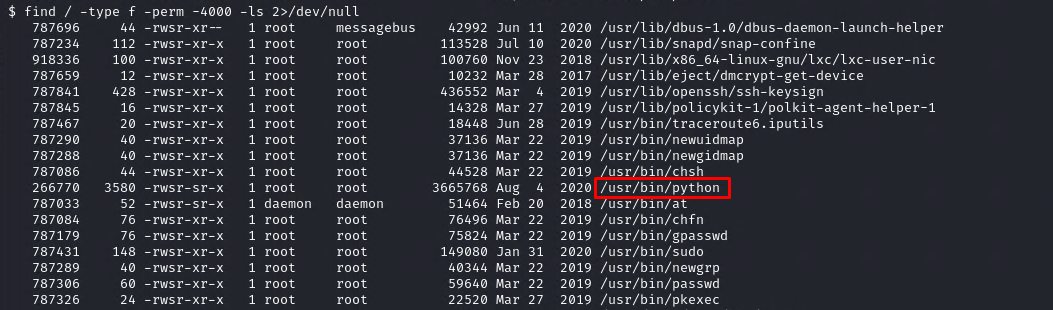 $ find / -type f -perm -4000 -ls 2>/dev/null
787696 44 -rwsr-xr-- 1 root messagebus 42992 Jun 11 2020 /usr/lib/dbus-1.0/dbus-daemon-launch-helper
787234 112 -rwsr-xr-x 1 root root 113528 Jul 10 2020 /usr/lib/snapd/snap-confine
918336 100 -rwsr-xr-x 1 root root 100760 Nov 23 2018 /usr/lib/x86_64-linux-gnu/lxc/lxc-user-nic
787659 12 -rwsr-xr-x 1 root root 10232 Mar 28 2017 /usr/lib/eject/dmcrypt-get-device
787841 428 -rwsr-xr-x 1 root root 436552 Mar 4 2019 /usr/lib/openssh/ssh-keysign
787845 16 -rwsr-xr-x 1 root root 14328 Mar 27 2019 /usr/lib/policykit-1/polkit-agent-helper-1
787467 20 -rwsr-xr-x 1 root root 18448 Jun 28 2019 /usr/bin/traceroute6.iputils
787290 40 -rwsr-xr-x 1 root root 37136 Mar 22 2019 /usr/bin/newuidmap
787288 40 -rwsr-xr-x 1 root root 37136 Mar 22 2019 /usr/bin/newgidmap
787086 44 -rwsr-xr-x 1 root root 44528 Mar 22 2019 /usr/bin/chsh
266770 3580 -rwsr-sr-x 1 root root 3665768 Aug 4 2020 /usr/bin/python
787033 52 -rwsr-sr-x 1 daemon daemon 51464 Feb 20 2018 /usr/bin/at
787084 76 -rwsr-xr-x 1 root root 76496 Mar 22 2019 /usr/bin/chfn
787179 76 -rwsr-xr-x 1 root root 75824 Mar 22 2019 /usr/bin/gpasswd
787431 148 -rwsr-xr-x 1 root root 149080 Jan 31 2020 /usr/bin/sudo
787289 40 -rwsr-xr-x 1 root root 40344 Mar 22 2019 /usr/bin/newgrp
787306 60 -rwsr-xr-x 1 root root 59640 Mar 22 2019 /usr/bin/passwd
787326 24 -rwsr-xr-x 1 root root 22520 Mar 27 2019 /usr/bin/pkexec